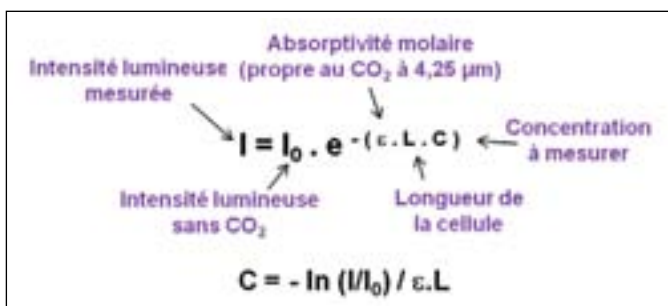 Absorptivité molaire
(propre au CO₂ à 4,25 µm)
Intensité lumineuse
mesurée
I = I₀ . e -(ε.L.C)
Concentration
à mesurer
Intensité lumineuse
sans CO₂
Longueur de
la cellule
C = - ln (I/I₀) / ε.L